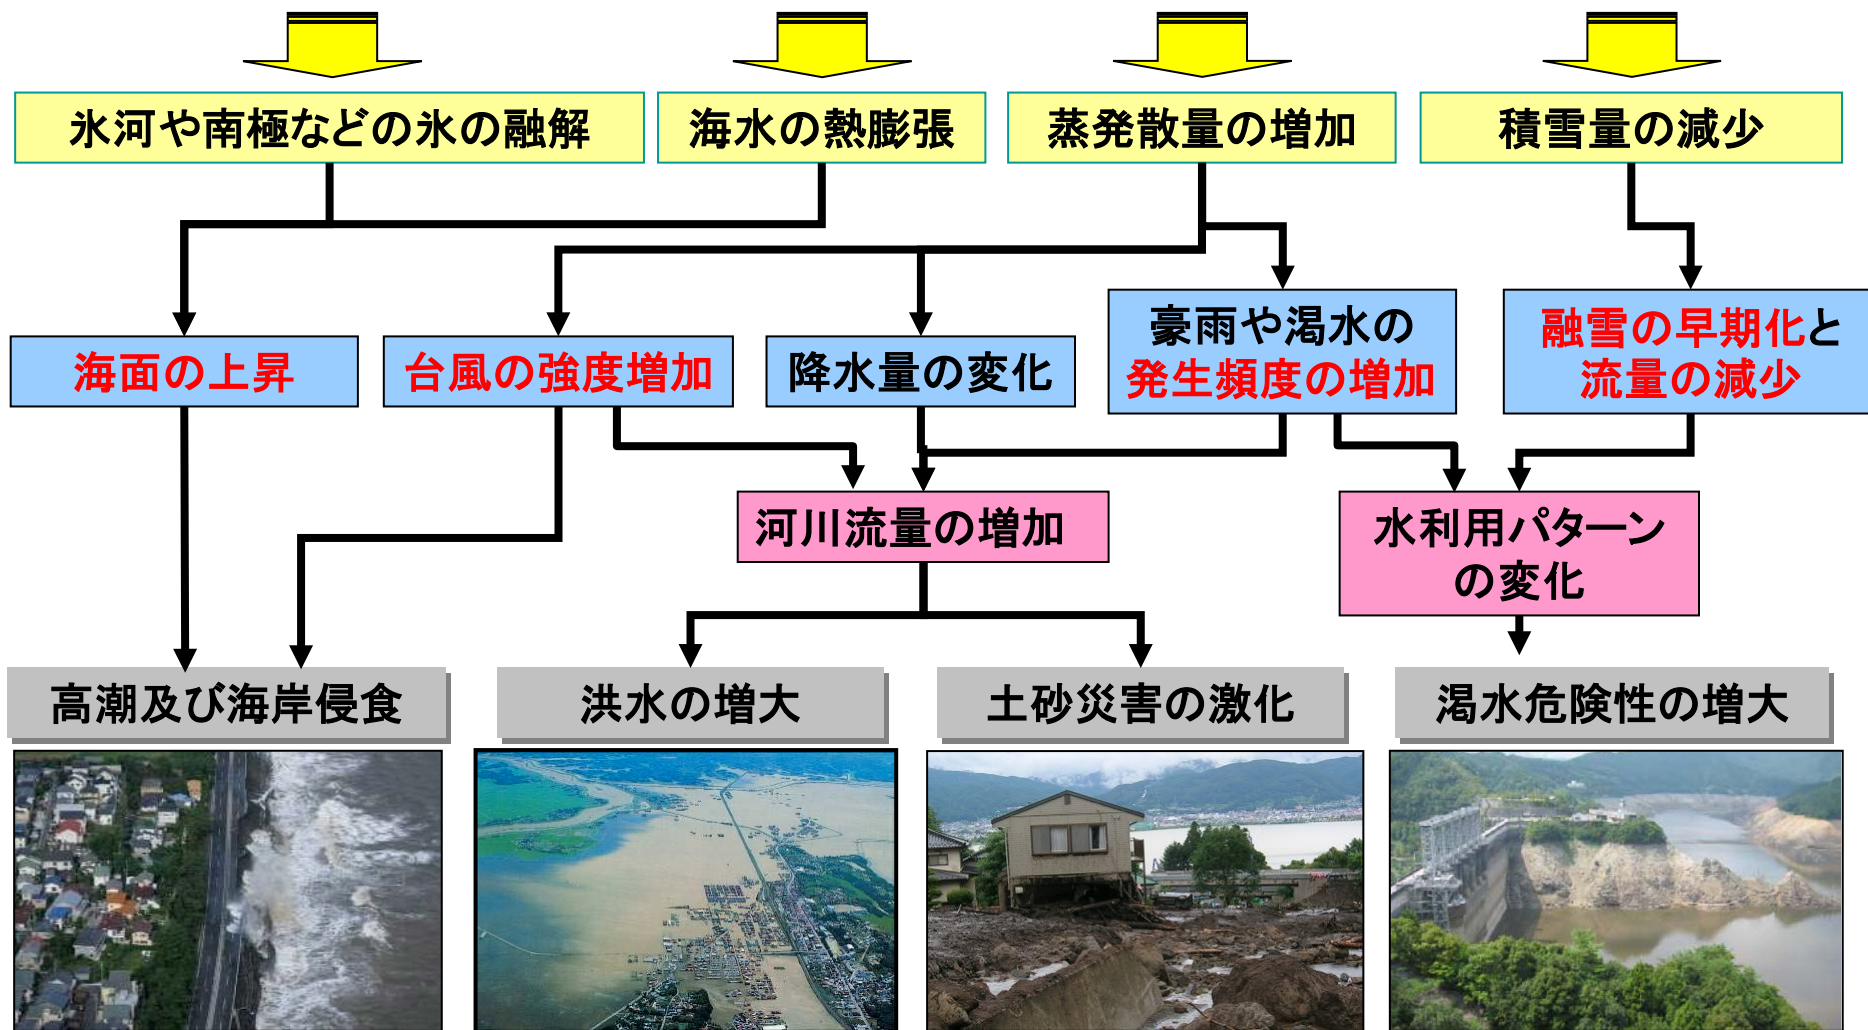 氷河や南極などの氷の融解
海水の熱膨張
蒸発散量の増加
積雪量の減少
海面の上昇
台風の強度増加
降水量の変化
豪雨や渇水の
発生頻度の増加
融雪の早期化と
流量の減少
河川流量の増加
水利用パターン
の変化
高潮及び海岸侵食
洪水の増大
土砂災害の激化
渇水危険性の増大